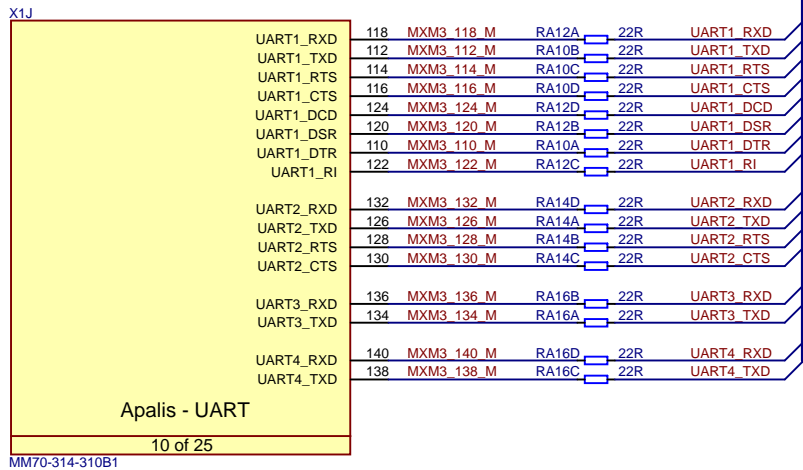 X1J
UART1_RXD 118 MXM3_118_M RA12A 22R UART1_RXD
UART1_TXD 112 MXM3_112_M RA10B 22R UART1_TXD
UART1_RTS 114 MXM3_114_M RA10C 22R UART1_RTS
UART1_CTS 116 MXM3_116_M RA10D 22R UART1_CTS
UART1_DCD 124 MXM3_124_M RA12D 22R UART1_DCD
UART1_DSR 120 MXM3_120_M RA12B 22R UART1_DSR
UART1_DTR 110 MXM3_110_M RA10A 22R UART1_DTR
UART1_RI 122 MXM3_122_M RA12C 22R UART1_RI
UART2_RXD 132 MXM3_132_M RA14D 22R UART2_RXD
UART2_TXD 126 MXM3_126_M RA14A 22R UART2_TXD
UART2_RTS 128 MXM3_128_M RA14B 22R UART2_RTS
UART2_CTS 130 MXM3_130_M RA14C 22R UART2_CTS
UART3_RXD 136 MXM3_136_M RA16B 22R UART3_RXD
UART3_TXD 134 MXM3_134_M RA16A 22R UART3_TXD
UART4_RXD 140 MXM3_140_M RA16D 22R UART4_RXD
UART4_TXD 138 MXM3_138_M RA16C 22R UART4_TXD
Apalis - UART
10 of 25
MM70-314-310B1